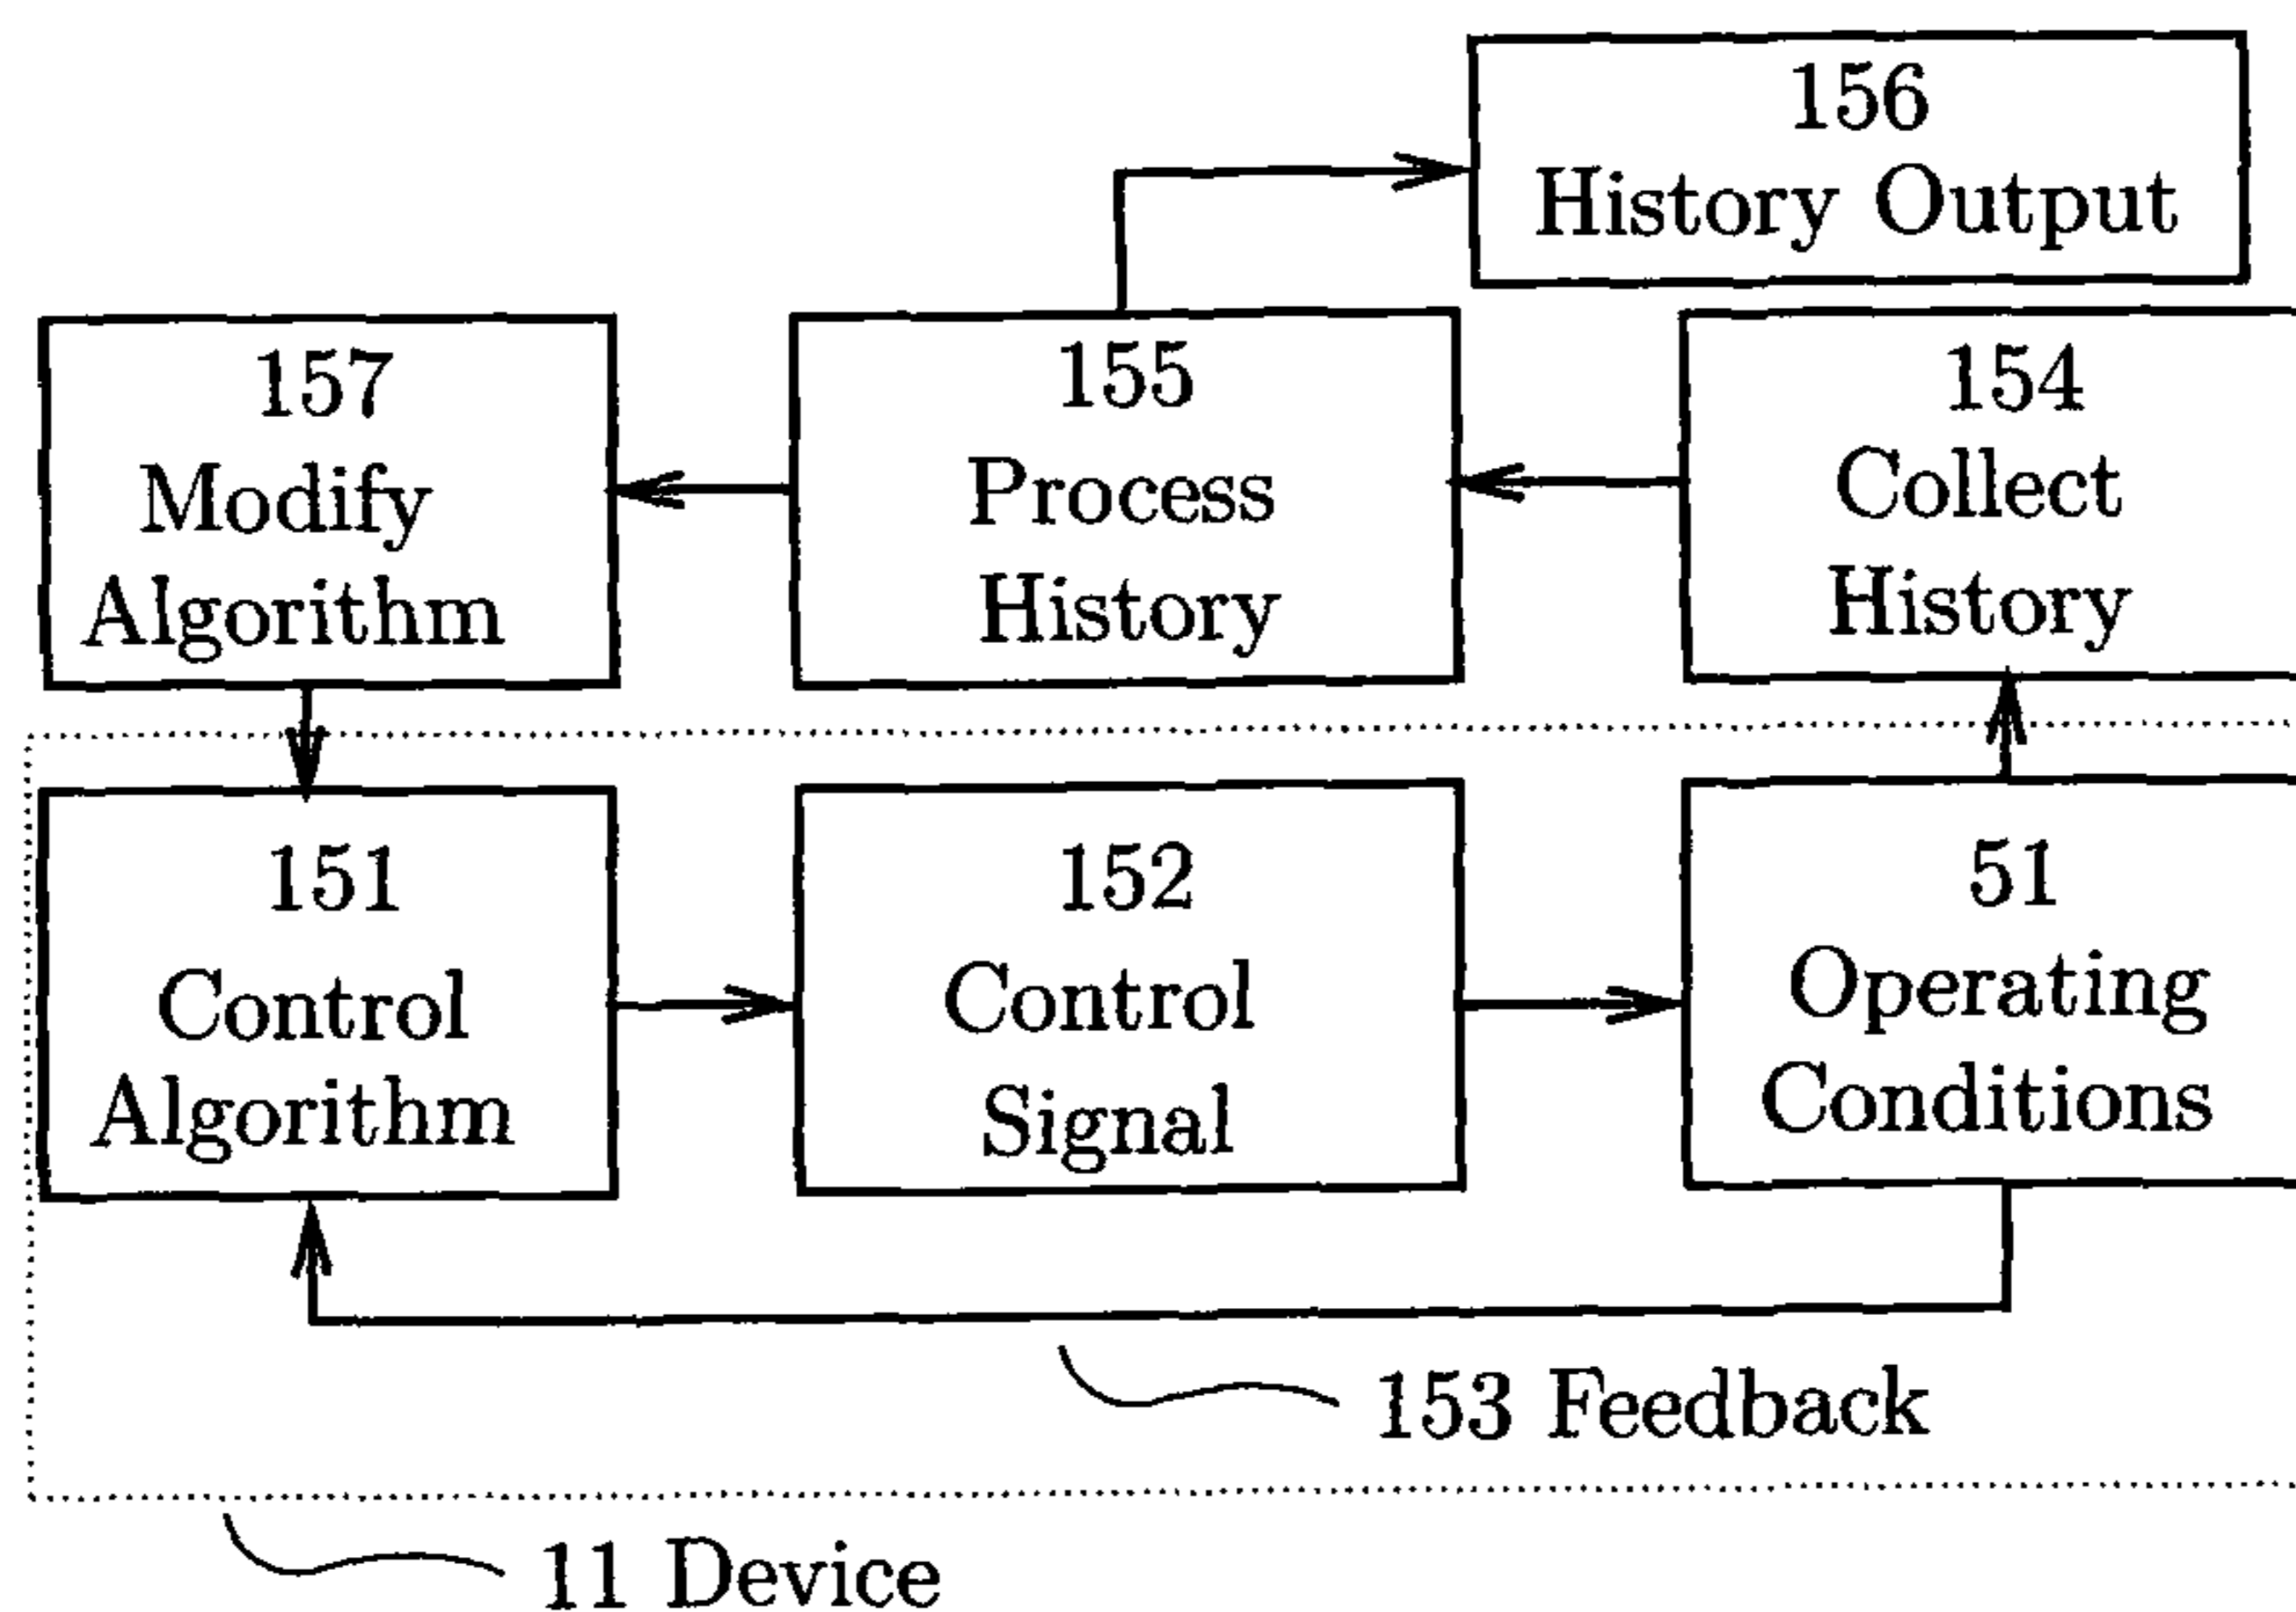 156
History Output
157
Modify
Algorithm
155
Process
History
154
Collect
History
151
Control
Algorithm
152
Control
Signal
51
Operating
Conditions
153 Feedback
11 Device